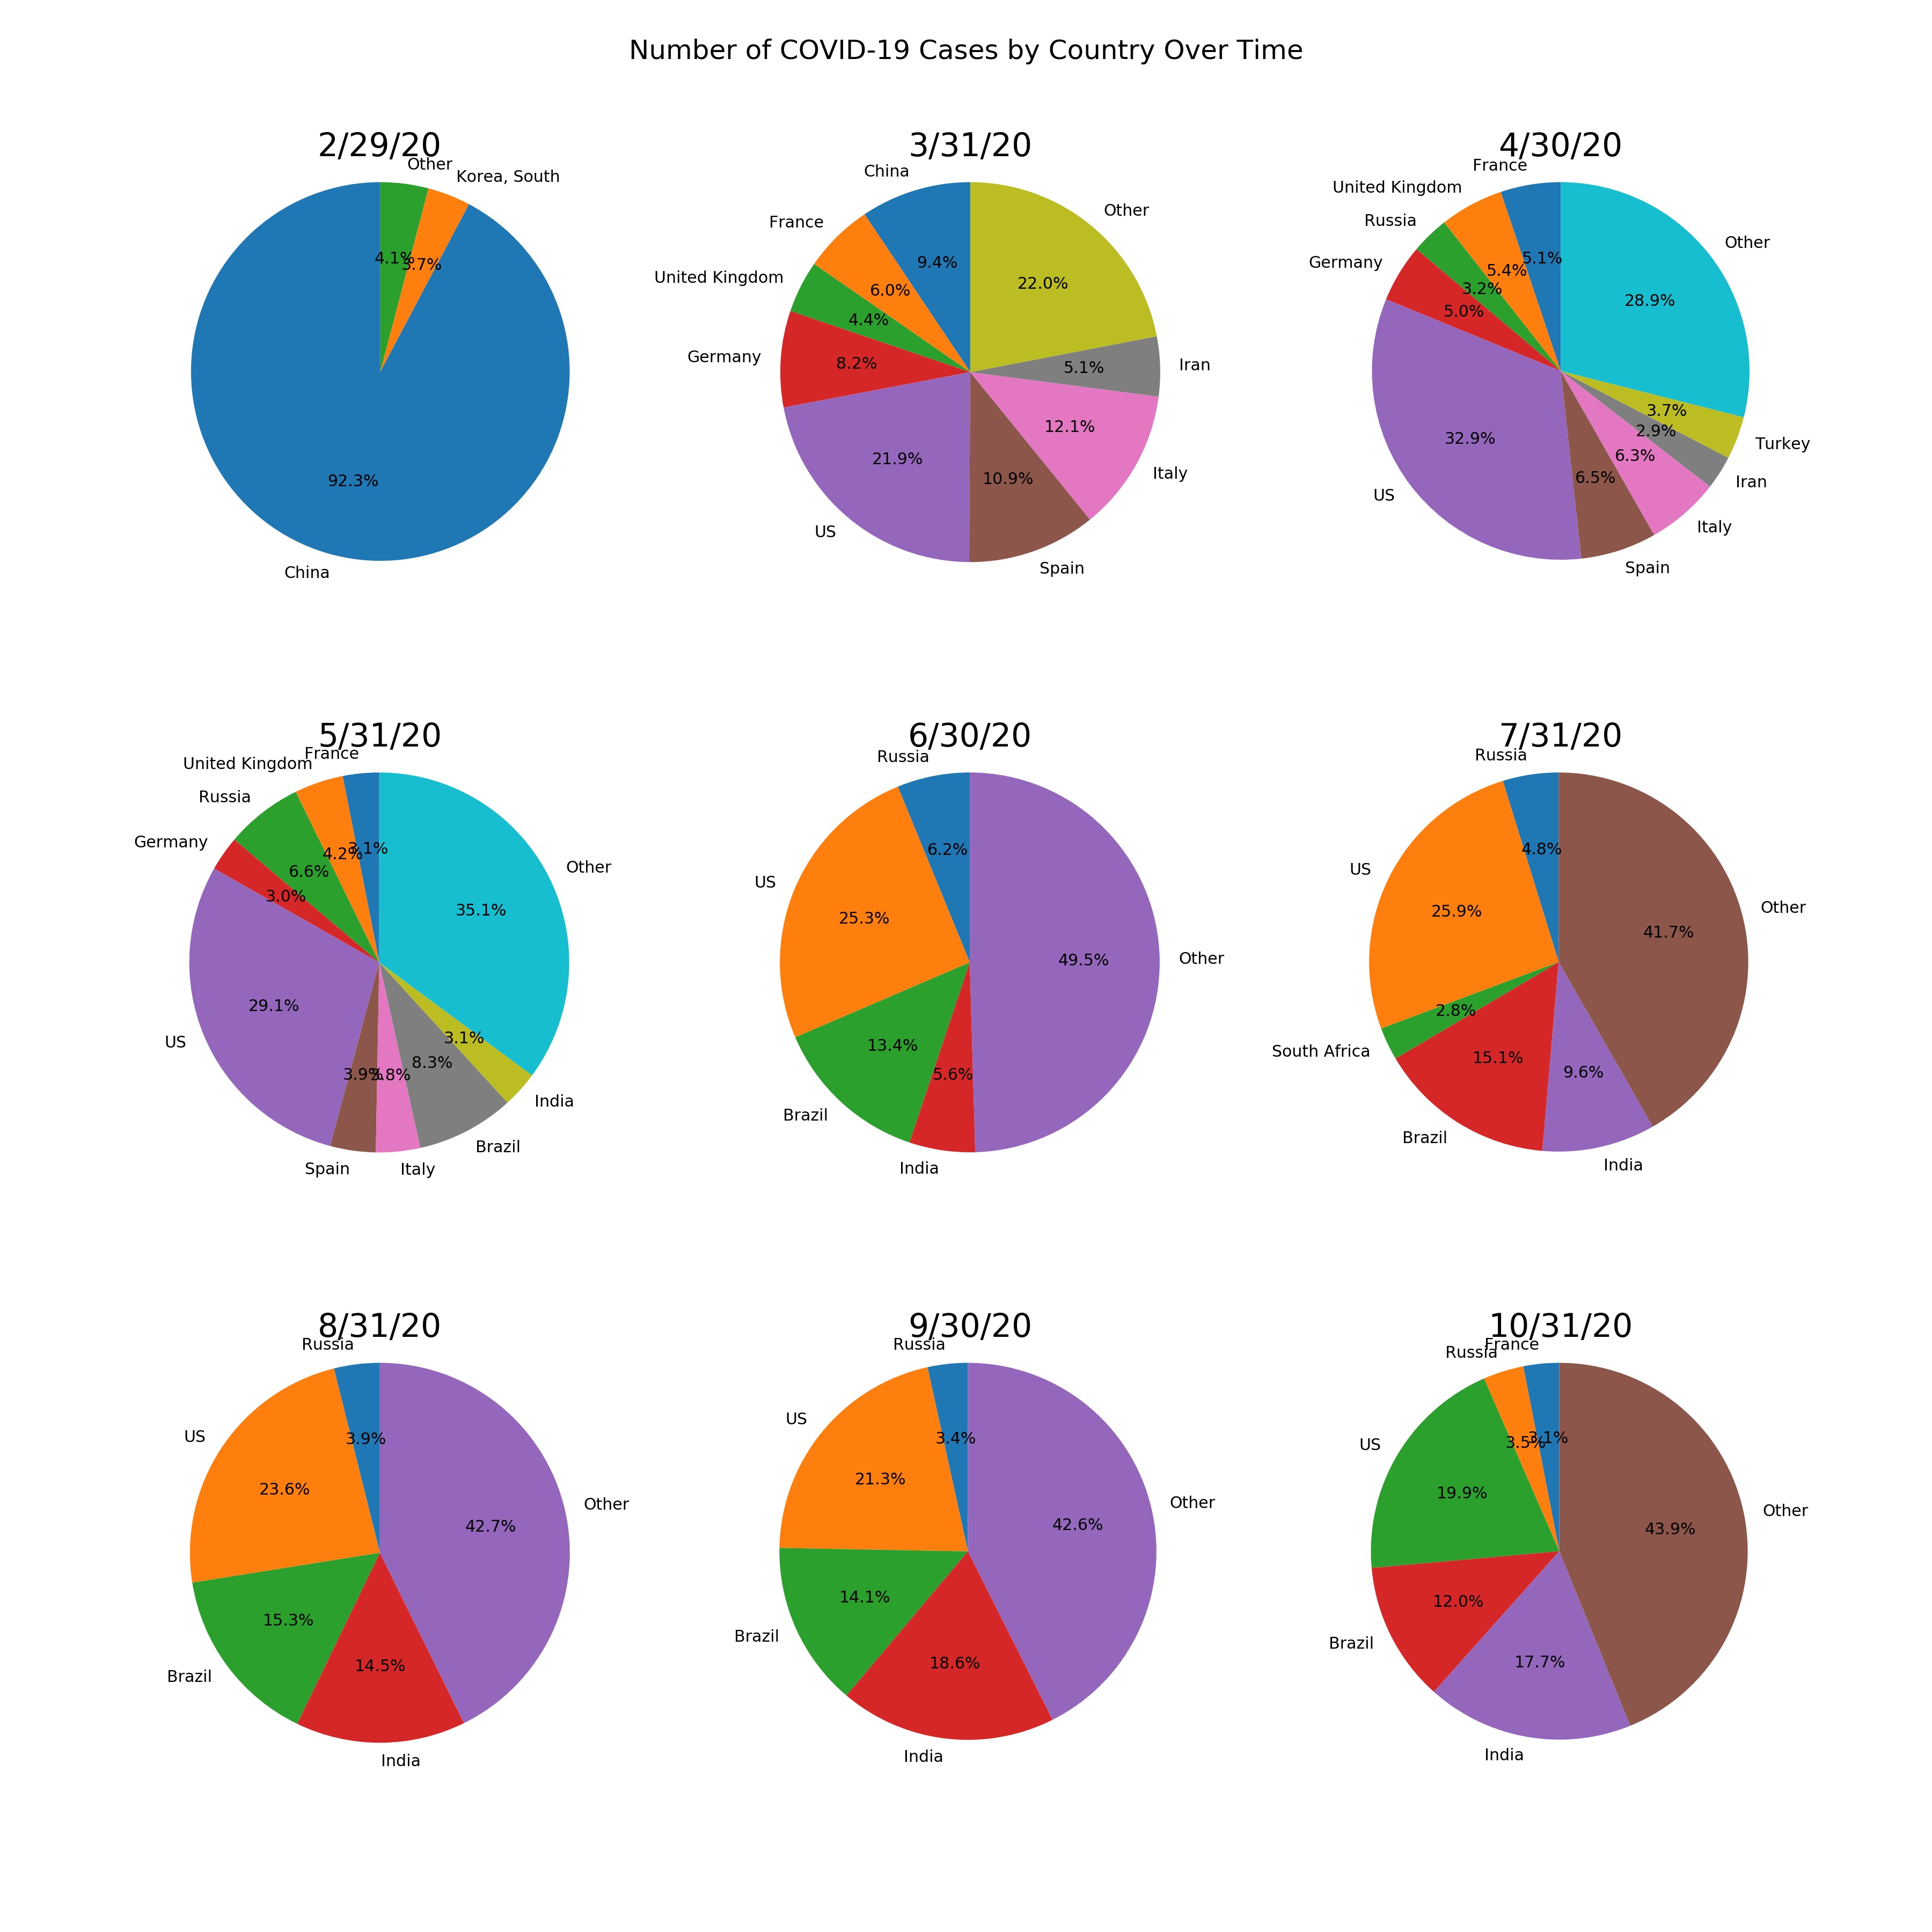 Number of COVID-19 Cases by Country Over Time
2/29/20
Other
Korea, South
4.1%
3.7%
92.3%
China
3/31/20
China
Other
France
United Kingdom
Germany
Iran
Italy
US
Spain
9.4%
22.0%
6.0%
4.4%
8.2%
5.1%
12.1%
21.9%
10.9%
4/30/20
France
United Kingdom
Russia
Other
Germany
Turkey
Iran
US
Italy
Spain
5.1%
5.4%
3.2%
28.9%
5.0%
3.7%
2.9%
32.9%
6.3%
6.5%
5/31/20
France
United Kingdom
Russia
Germany
Other
US
India
Brazil
Spain
Italy
3.1%
4.2%
6.6%
3.0%
35.1%
29.1%
3.1%
8.3%
3.9%
3.8%
6/30/20
Russia
US
Other
Brazil
India
6.2%
25.3%
49.5%
13.4%
5.6%
7/31/20
Russia
US
Other
South Africa
Brazil
India
4.8%
25.9%
41.7%
2.8%
15.1%
9.6%
8/31/20
Russia
US
Other
Brazil
India
3.9%
23.6%
42.7%
15.3%
14.5%
9/30/20
Russia
US
Other
Brazil
India
3.4%
21.3%
42.6%
14.1%
18.6%
10/31/20
France
Russia
US
Other
Brazil
India
3.1%
3.5%
19.9%
43.9%
12.0%
17.7%